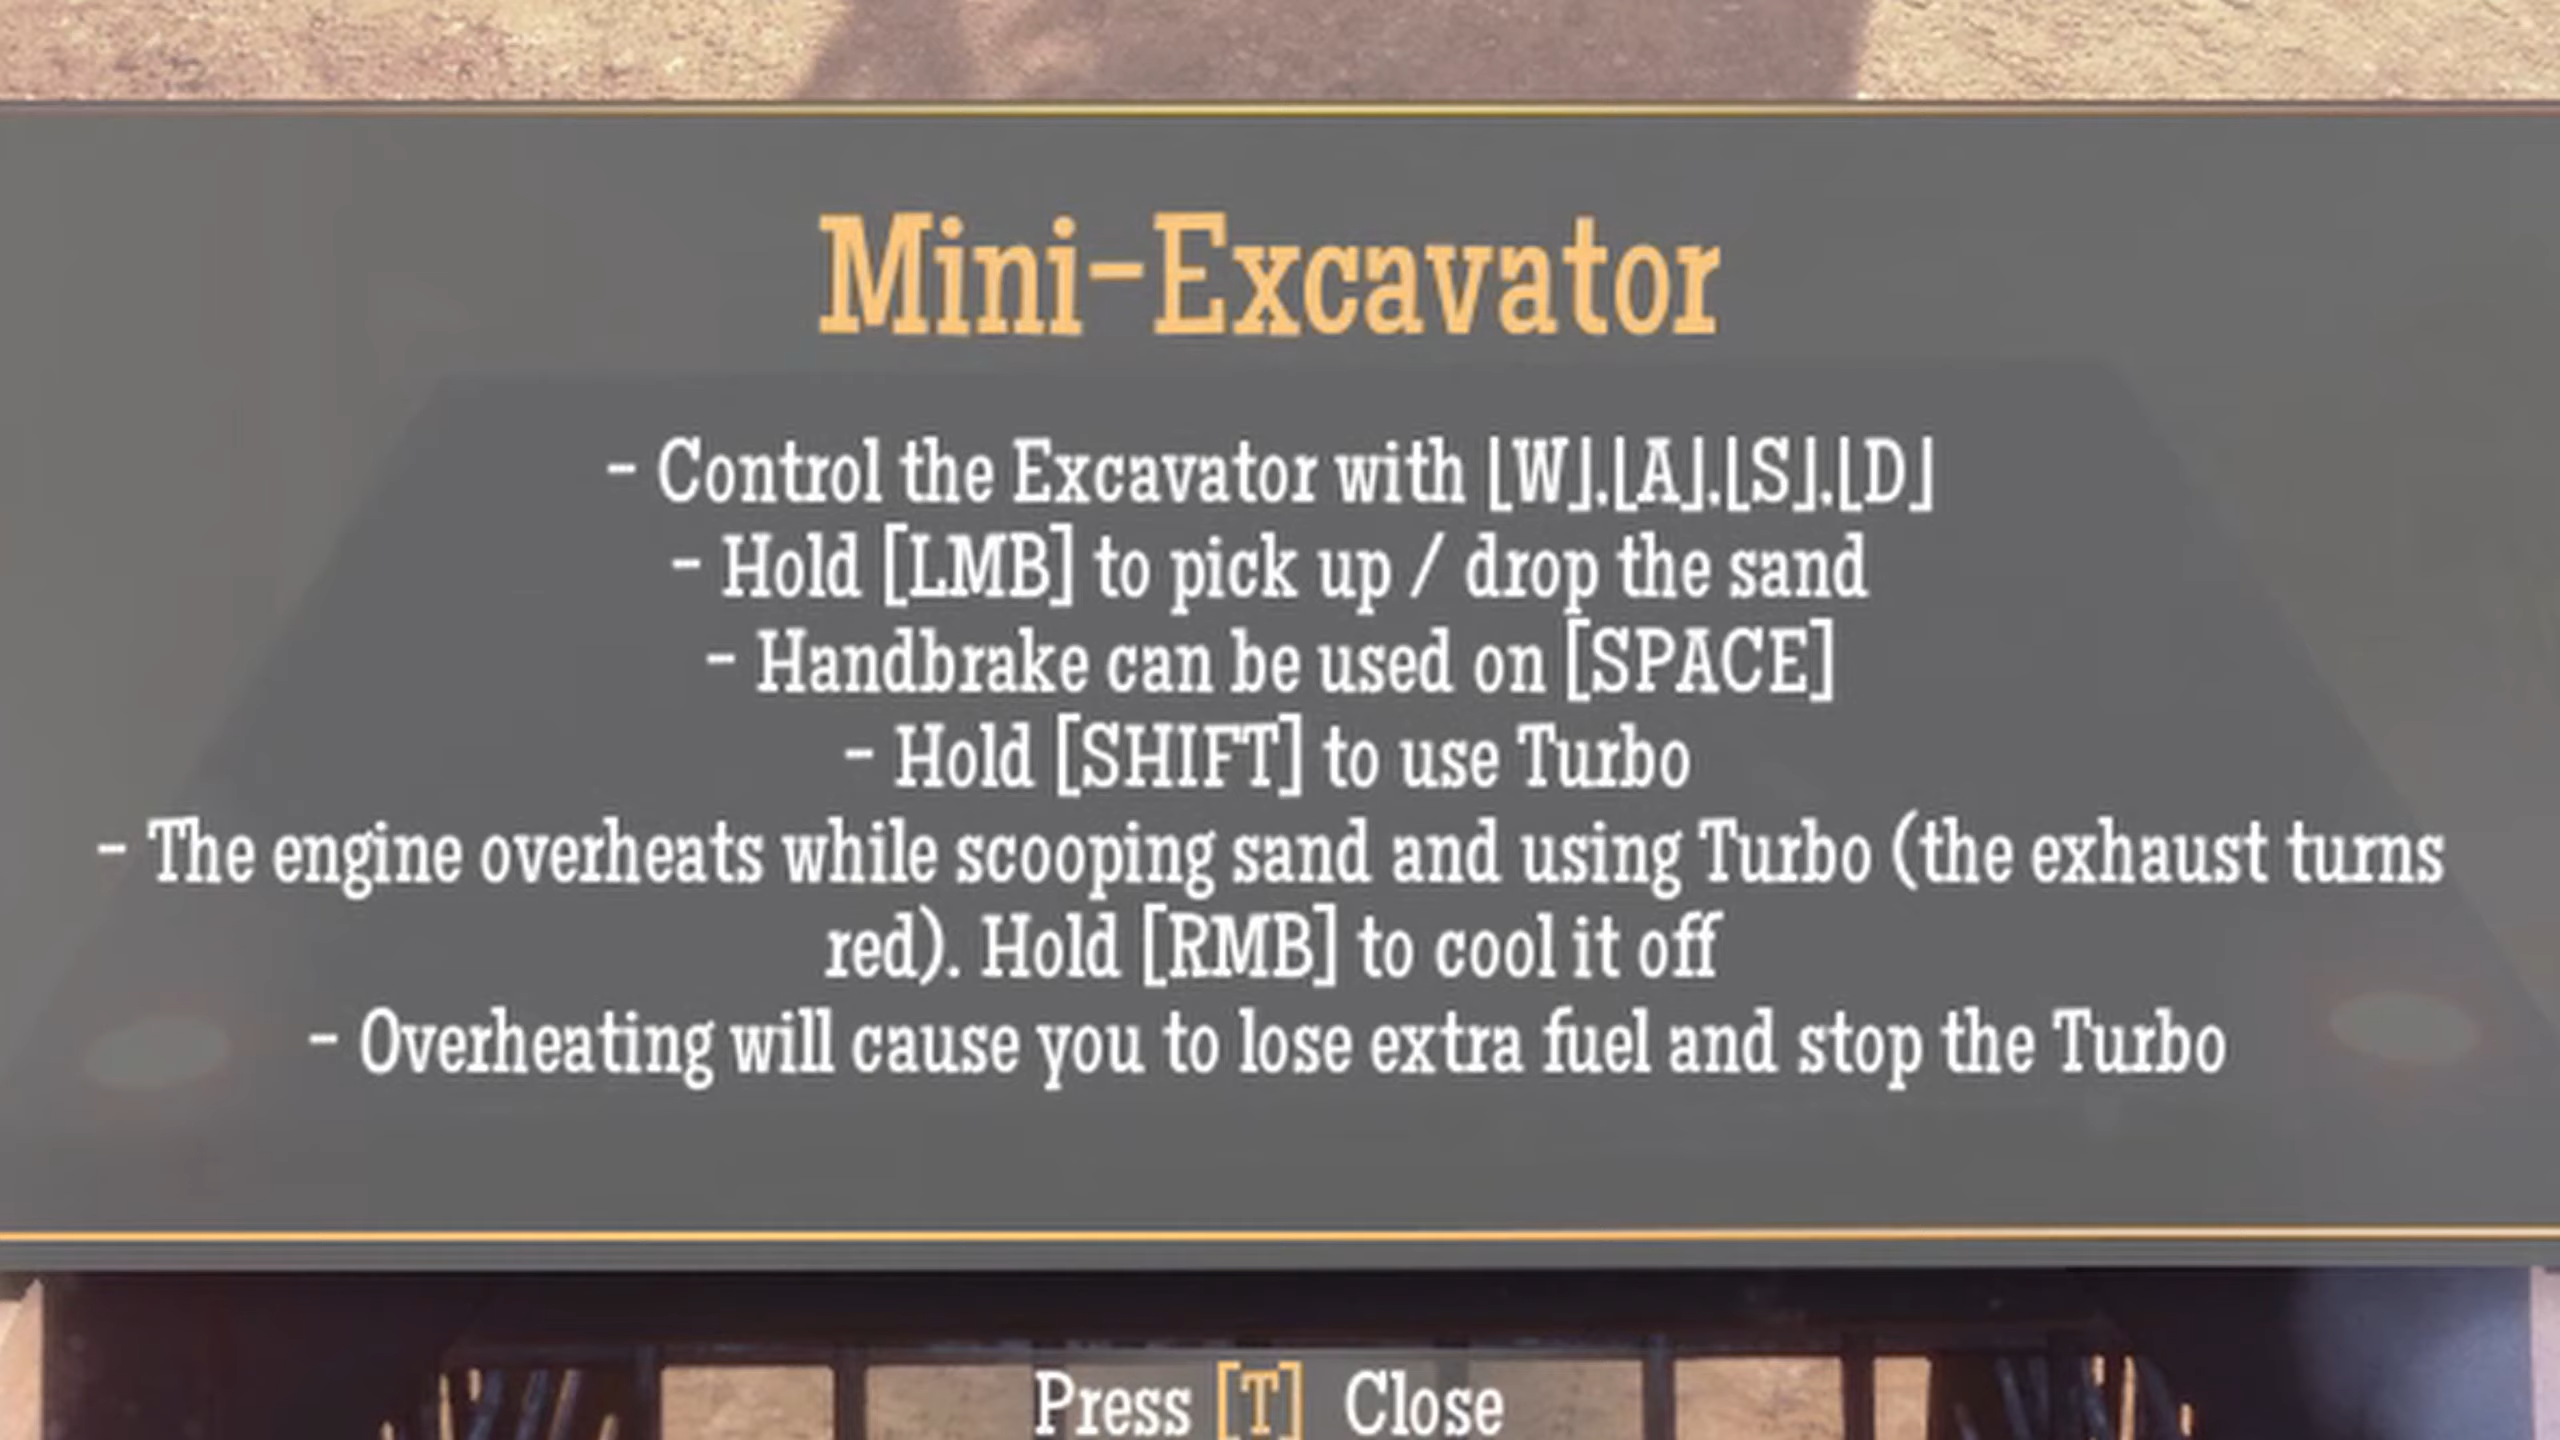 Mini-Excavator
- Control the Excavator with [W],[A],[S],[D]
- Hold [LMB] to pick up / drop the sand
- Handbrake can be used on [SPACE]
- Hold [SHIFT] to use Turbo
- The engine overheats while scooping sand and using Turbo (the exhaust turns
red). Hold [RMB] to cool it off
- Overheating will cause you to lose extra fuel and stop the Turbo
Press [T] Close